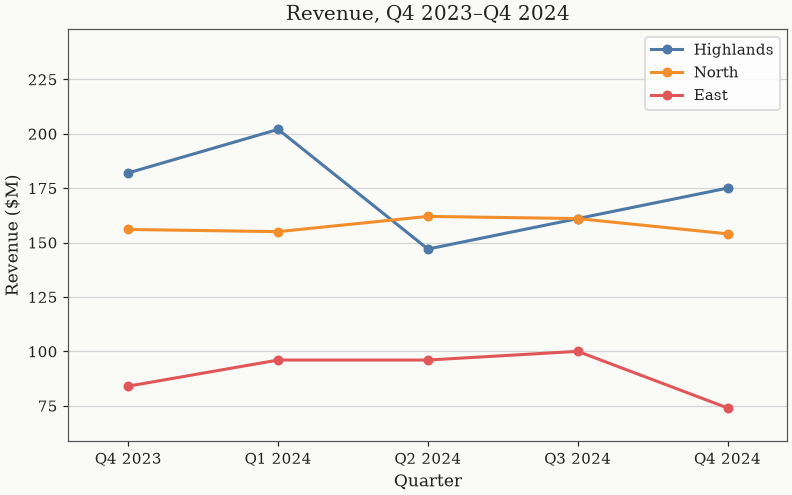 Revenue, Q4 2023–Q4 2024
Highlands
North
East
Revenue ($M)
225
200
175
150
125
100
75
Q4 2023
Q1 2024
Q2 2024
Q3 2024
Q4 2024
Quarter